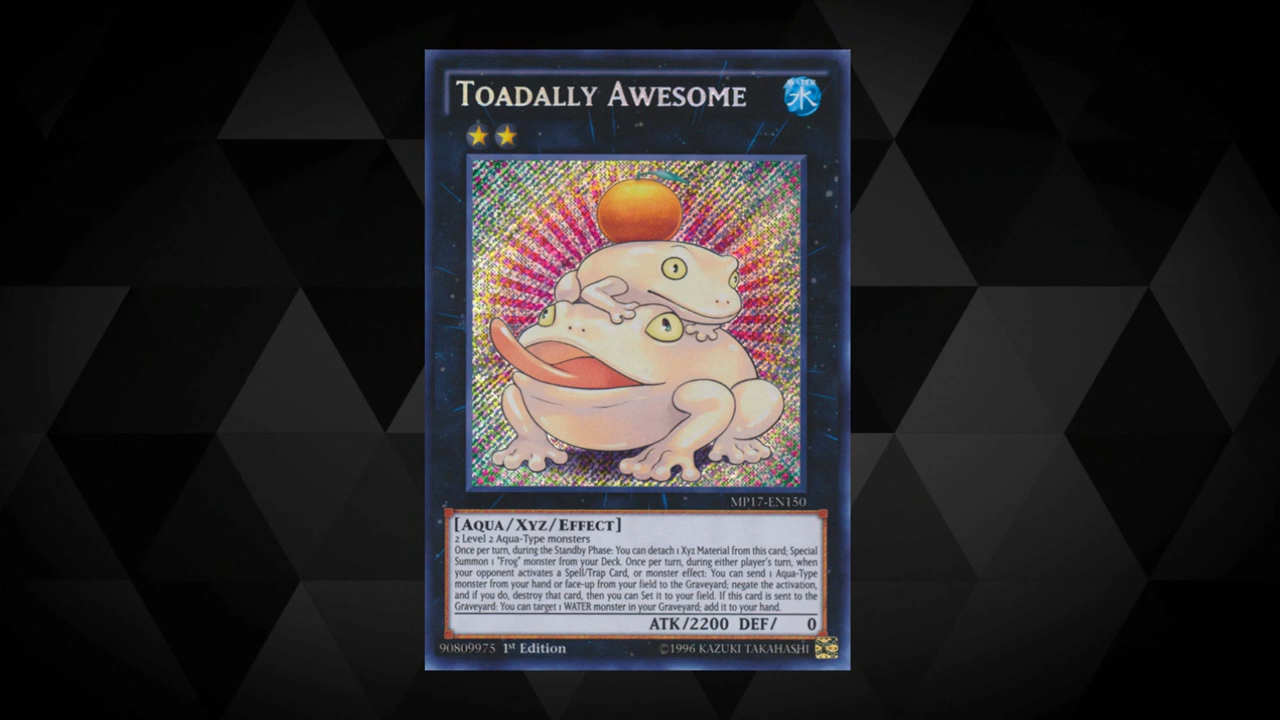 TOADALLY AWESOME
WATER
水
MP17-EN150
[AQUA/XYZ/EFFECT]
2 Level 2 Aqua-Type monsters
Once per turn, during the Standby Phase: You can detach 1 Xyz Material from this card; Special
Summon 1 "Frog" monster from your Deck. Once per turn, during either player's turn, when
your opponent activates a Spell/Trap Card, or monster effect: You can send 1 Aqua-Type
monster from your hand or face-up from your field to the Graveyard; negate the activation,
and if you do, destroy that card, then you can Set it to your field. If this card is sent to the
Graveyard: You can target 1 WATER monster in your Graveyard; add it to your hand.
ATK/2200 DEF/ 0
90809975 1st Edition ©1996 KAZUKI TAKAHASHI